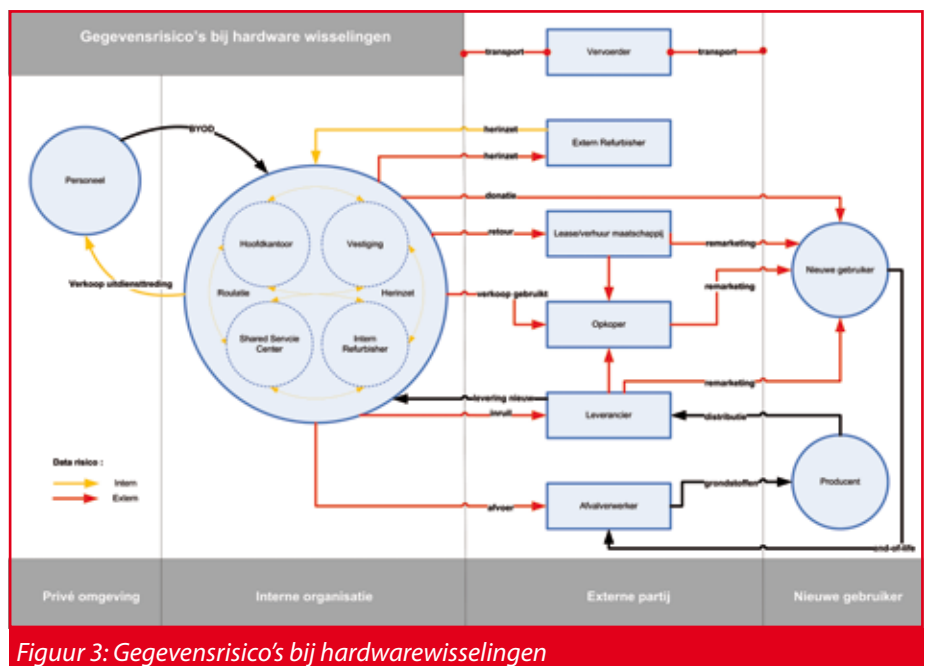 Gegevensrisico's bij hardware wisselingen
transport
Vervoerder
transport
BYOD
herinzet
Extern Refurbisher
Personeel
herinzet
donatie
Hoofdkantoor
Vestiging
retour
Lease/verhuur maatschappij
remarketing
Nieuwe gebruiker
Verkoop uitdiensttreding
Roulatie
Herinzet
verkoop gebruikt
remarketing
Opkoper
Shared Servcie
Center
Intern
Refurbisher
remarketing
levering nieuw
inruil
Leverancier
distributie
Data risico :
Intern
Extern
afvoer
Afvalverwerker
grondstoffen
Producent
end-of-life
Privé omgeving
Interne organisatie
Externe partij
Nieuwe gebruiker
Figuur 3: Gegevensrisico's bij hardwarewisselingen